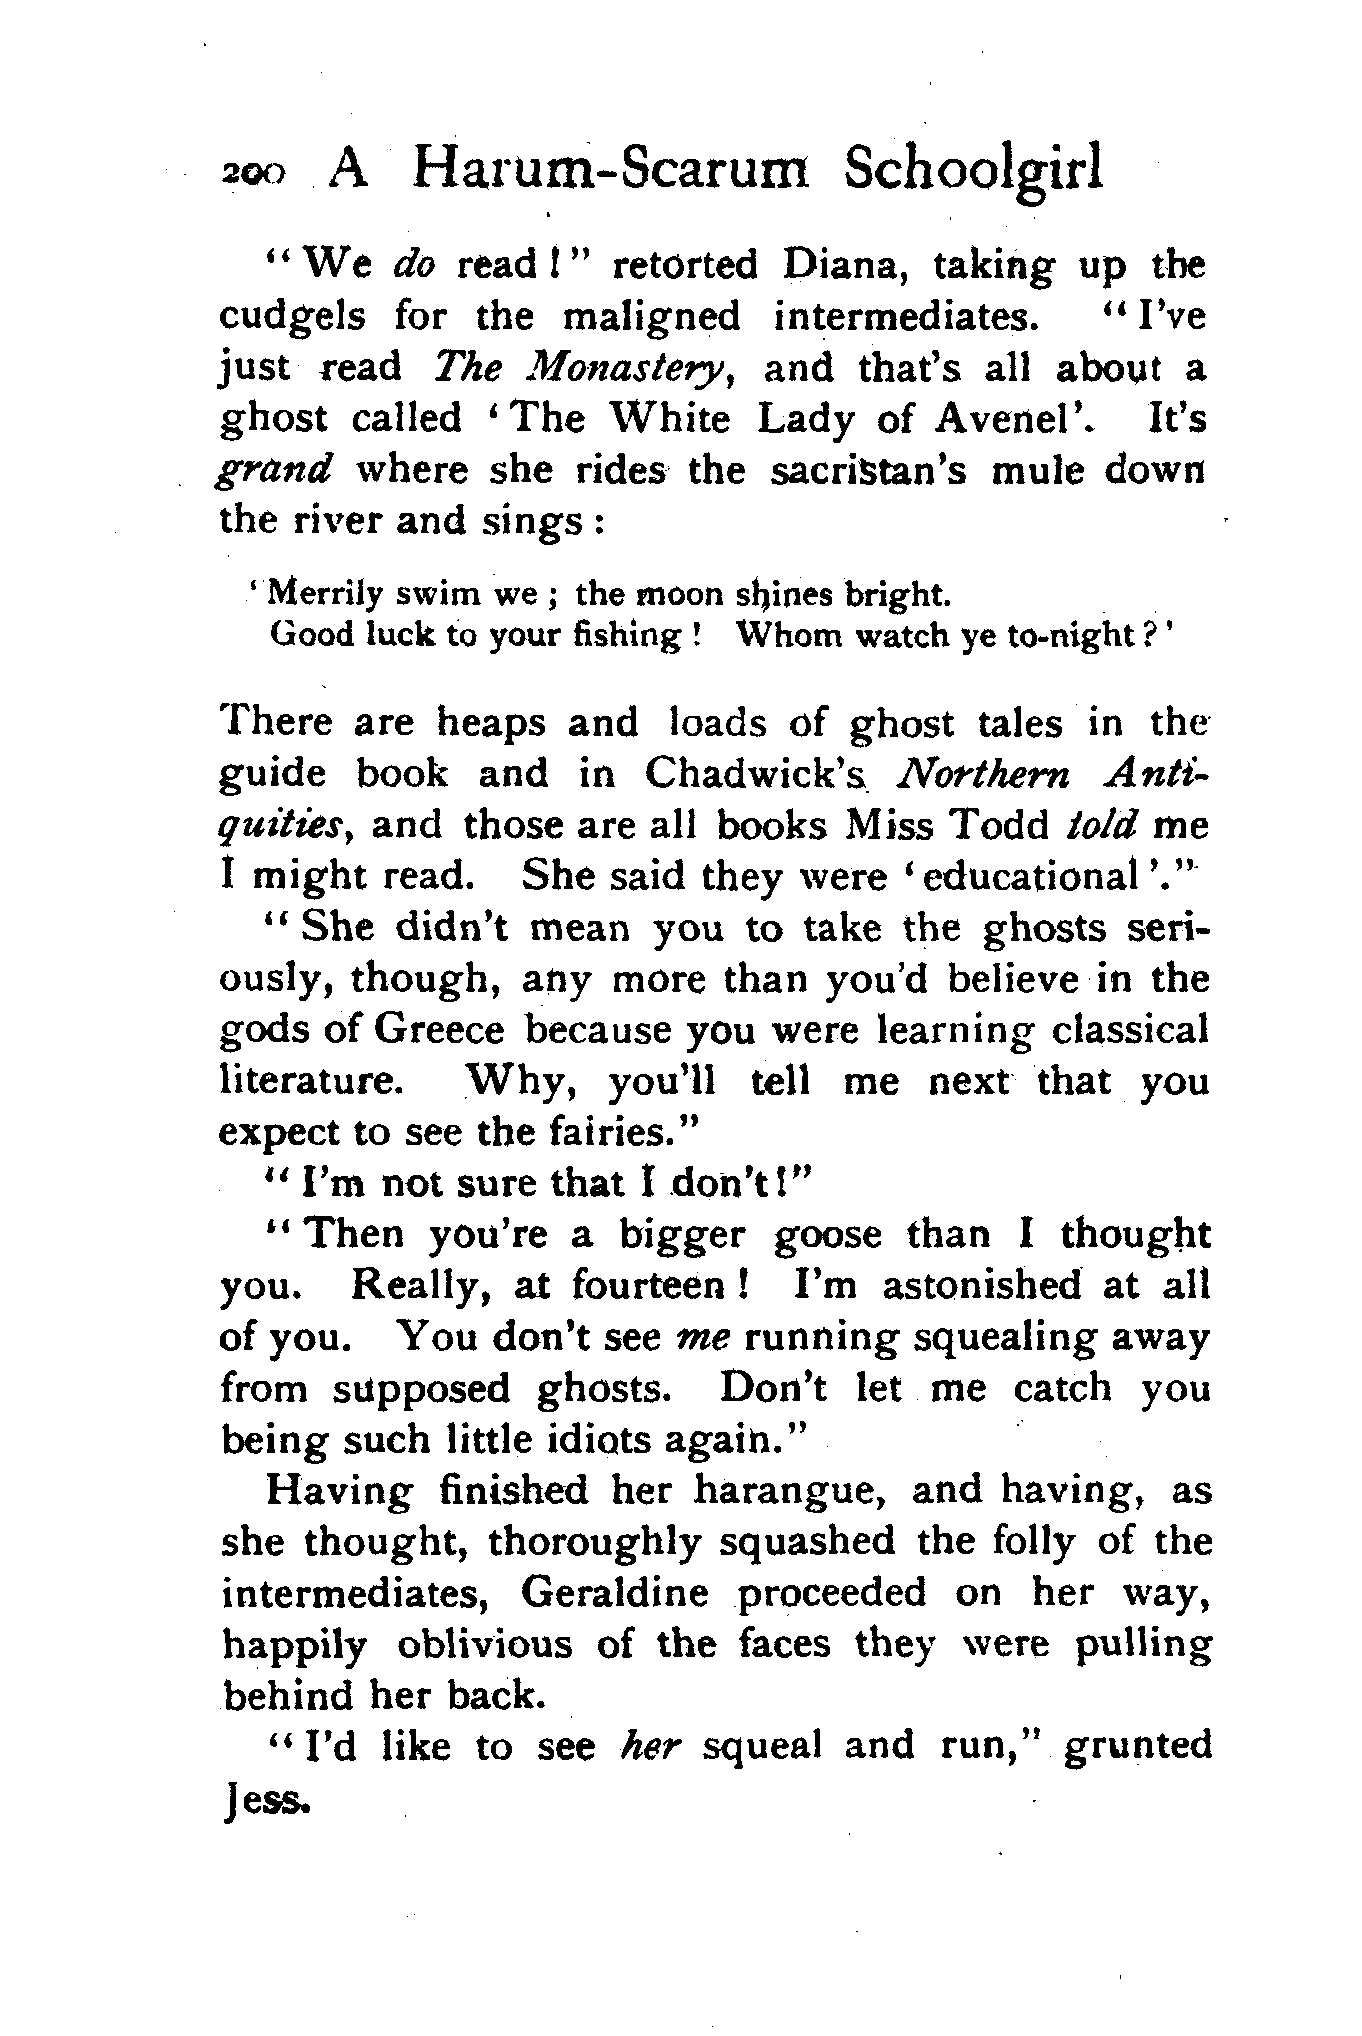 200 A Harum-Scarum Schoolgirl
"We do read!" retorted Diana, taking up the
cudgels for the maligned intermediates. "I've
just read The Monastery, and that's all about a
ghost called 'The White Lady of Avenel'. It's
grand where she rides the sacristan's mule down
the river and sings:
'Merrily swim we; the moon shines bright.
Good luck to your fishing! Whom watch ye to-night?'
There are heaps and loads of ghost tales in the
guide book and in Chadwick's Northern Anti-
quities, and those are all books Miss Todd told me
I might read. She said they were 'educational'."
"She didn't mean you to take the ghosts seri-
ously, though, any more than you'd believe in the
gods of Greece because you were learning classical
literature. Why, you'll tell me next that you
expect to see the fairies."
"I'm not sure that I don't!"
"Then you're a bigger goose than I thought
you. Really, at fourteen! I'm astonished at all
of you. You don't see me running squealing away
from supposed ghosts. Don't let me catch you
being such little idiots again."
Having finished her harangue, and having, as
she thought, thoroughly squashed the folly of the
intermediates, Geraldine proceeded on her way,
happily oblivious of the faces they were pulling
behind her back.
"I'd like to see her squeal and run," grunted
Jess.